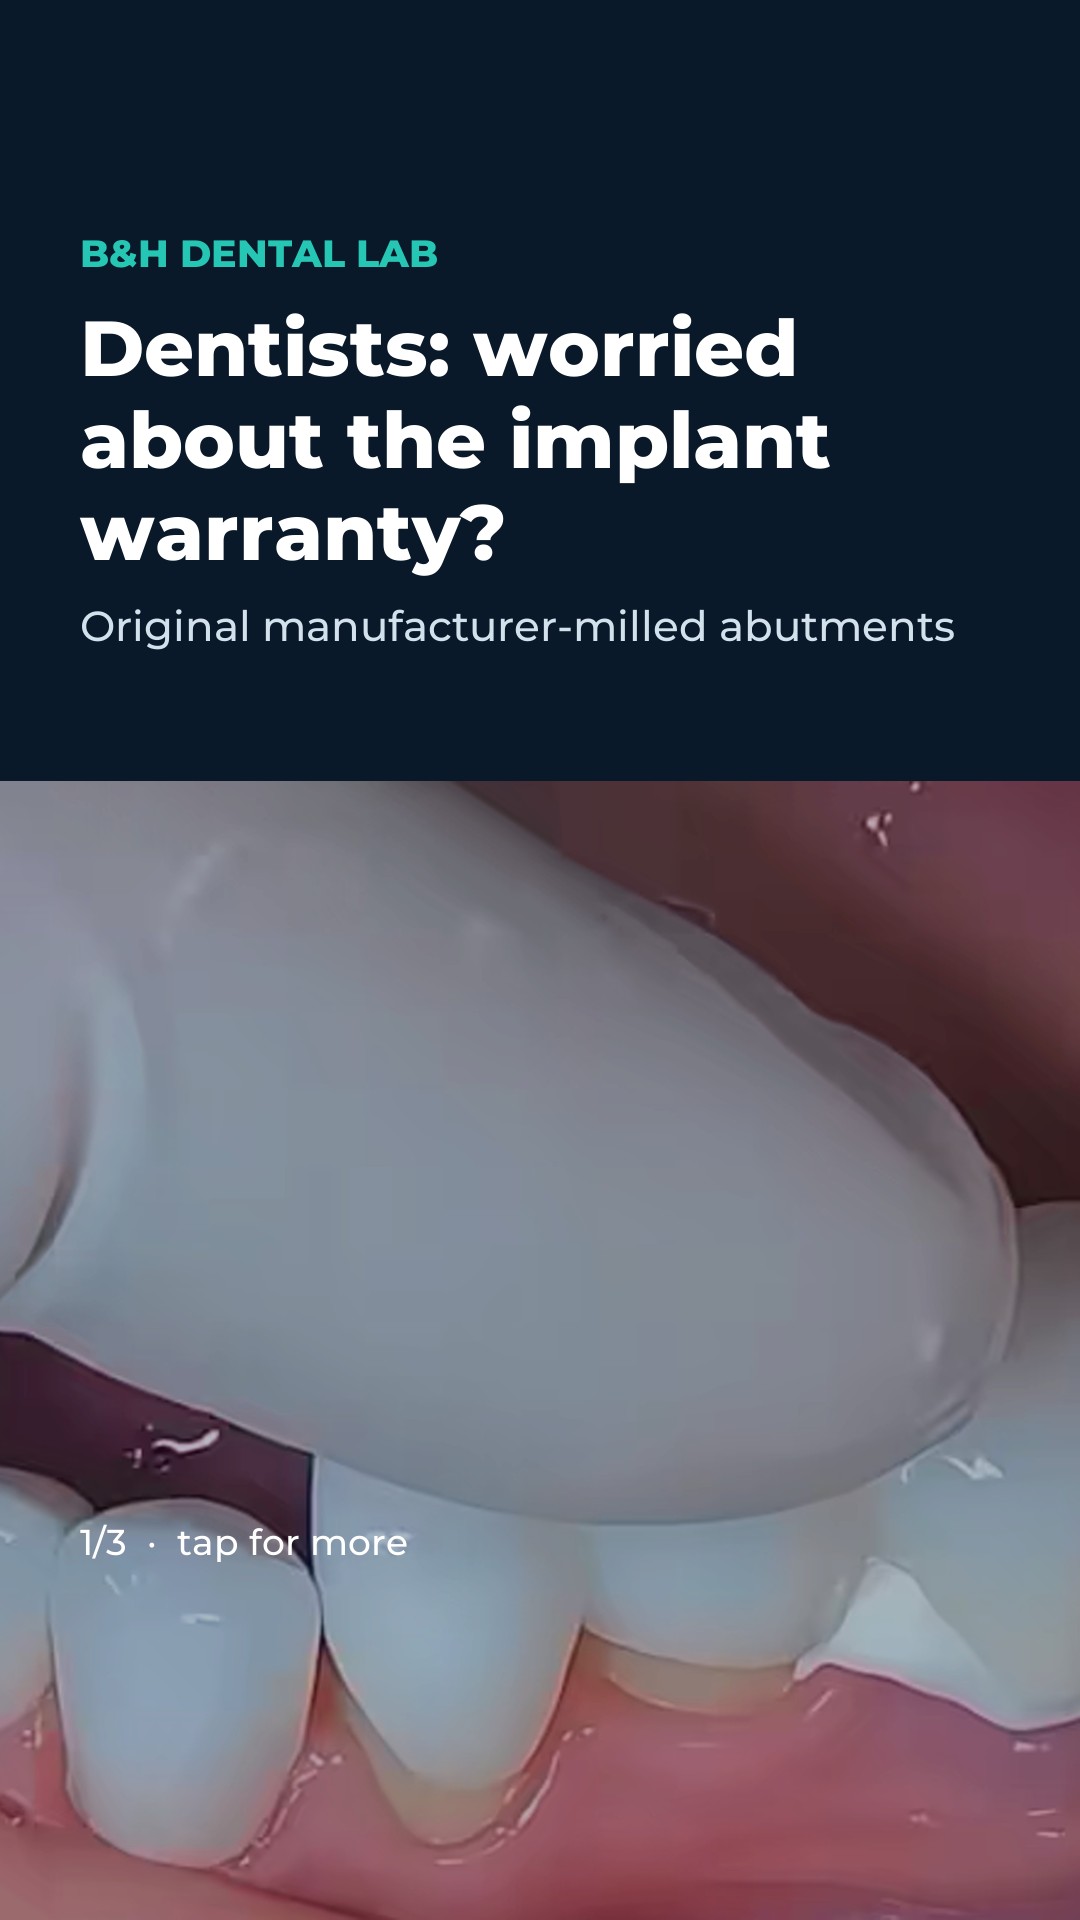 B&H DENTAL LAB
Dentists: worried
about the implant
warranty?
Original manufacturer-milled abutments
1/3 · tap for more